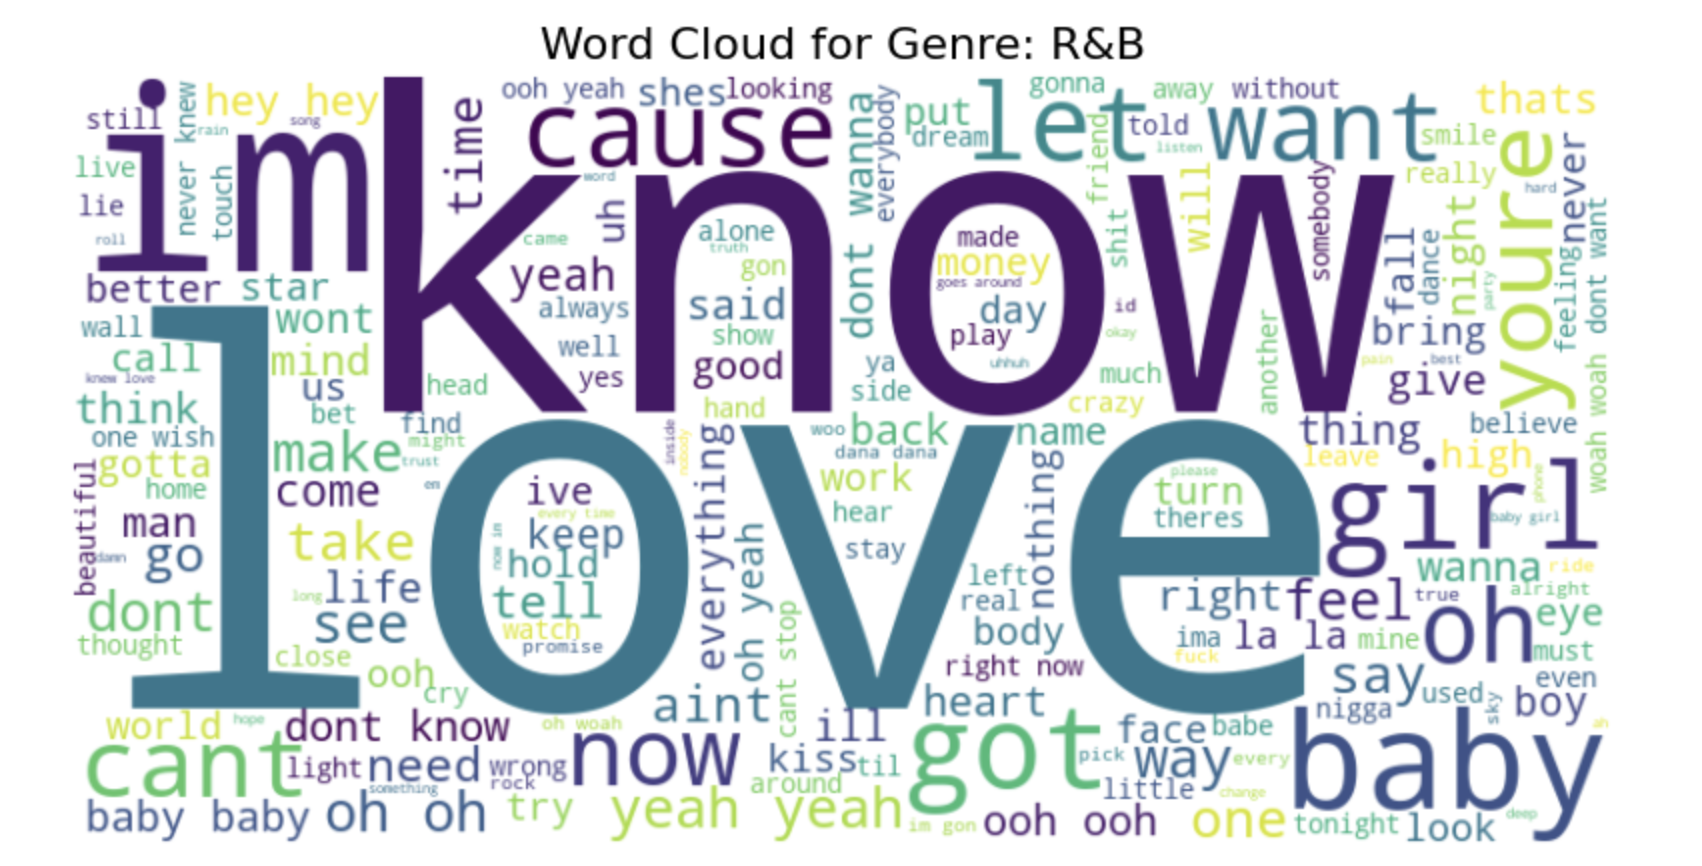 Word Cloud for Genre: R&B
im
know
love
cause
let
want
hey hey
still
song
rain
never knew
live
touch
lie
roll
time
ooh yeah
shes
looking
word
uh
came
yeah
always
well
yes
alone
truth
gon
said
show
good
hand
everybody
dont wanna
put
dream
gonna
away
without
told
listen
friend
shit
will
somebody
thats
smile
really
hard
youre
never
feeling
woah woah dont want
night
party
dance
fall
bring
best
pain
give
made
money
goes around
day
play
uhhuh
id
okay
another
much
crazy
ya
side
better
star
wall
wont
call
mind
knew love
us
think
bet
head
find
might
trust
one wish
make
gotta
home
come
em
beautiful
man
go
damn
take
life
long
see
dont
thought
close
ooh
cry
ive
every time
keep
now im
hold
tell
watch
promise
inside
nobody
everything
oh yeah
cant stop
woo
back
dana dana
work
hear
stay
name
nothing
left
real
body
right now
heart
thing
believe
leave
high
girl
phone
baby girl
please
turn
theres
wanna
ride
right
feel
true
alright
eye
ima
la la
mine
oh
must
fuck
say
used
even
sky
boy
nigga
world
hope
dont know
oh woah
aint
ill
cant
light
need
wrong
rock
now
kiss
til
around
got
face
babe
pick
way
every
little
change
baby
ah
something
baby baby
oh oh
try
yeah yeah
im gon
ooh ooh
one
tonight
look
deep